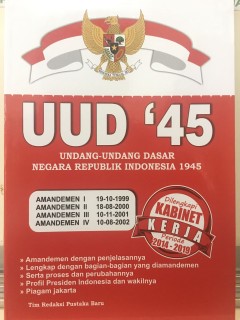 UUD '45
UNDANG-UNDANG DASAR
NEGARA REPUBLIK INDONESIA 1945
AMANDEMEN I 19-10-1999
AMANDEMEN II 18-08-2000
AMANDEMEN III 10-11-2001
AMANDEMEN IV 10-08-2002
Dilengkapi
KABINET
KERJA
Periode
2014 - 2019
» Amandemen dengan penjelasannya
» Lengkap dengan bagian-bagian yang diamandemen
» Serta proses dan perubahannya
» Profil Presiden Indonesia dan wakilnya
» Piagam jakarta
Tim Redaksi Pustaka Baru